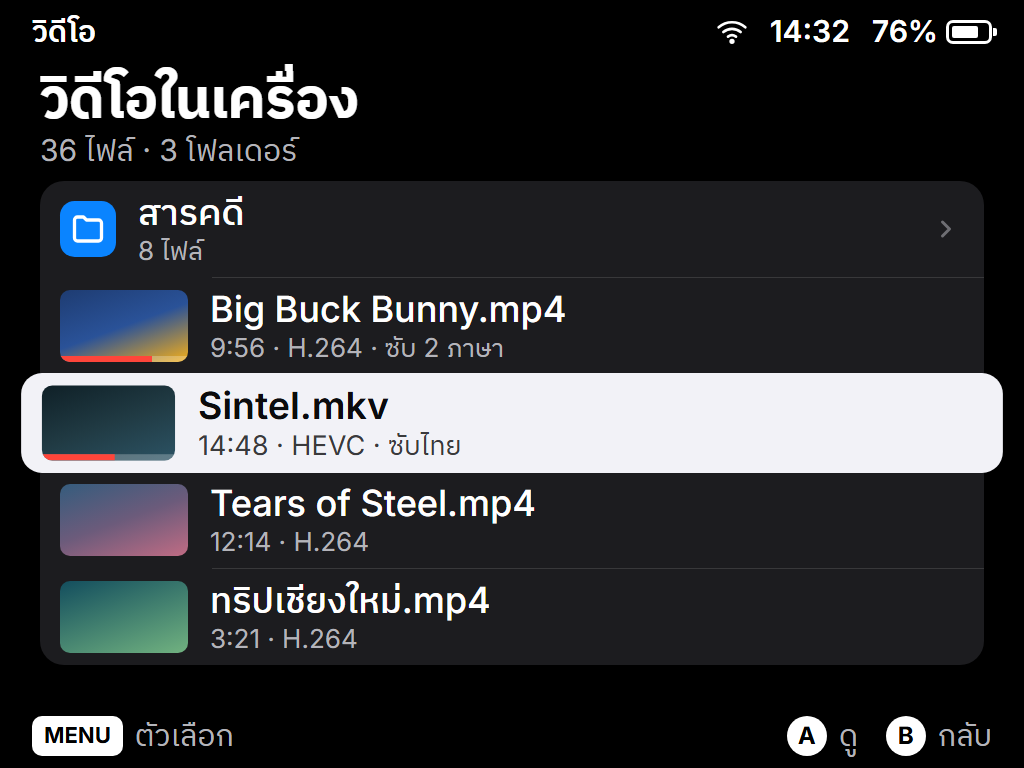 วิดีโอ 14:32 76%
วิดีโอในเครื่อง
36 ไฟล์ · 3 โฟลเดอร์
สารคดี
8 ไฟล์
Big Buck Bunny.mp4
9:56 · H.264 · ซับ 2 ภาษา
Sintel.mkv
14:48 · HEVC · ซับไทย
Tears of Steel.mp4
12:14 · H.264
ทริปเชียงใหม่.mp4
3:21 · H.264
MENU ตัวเลือก A ดู B กลับ